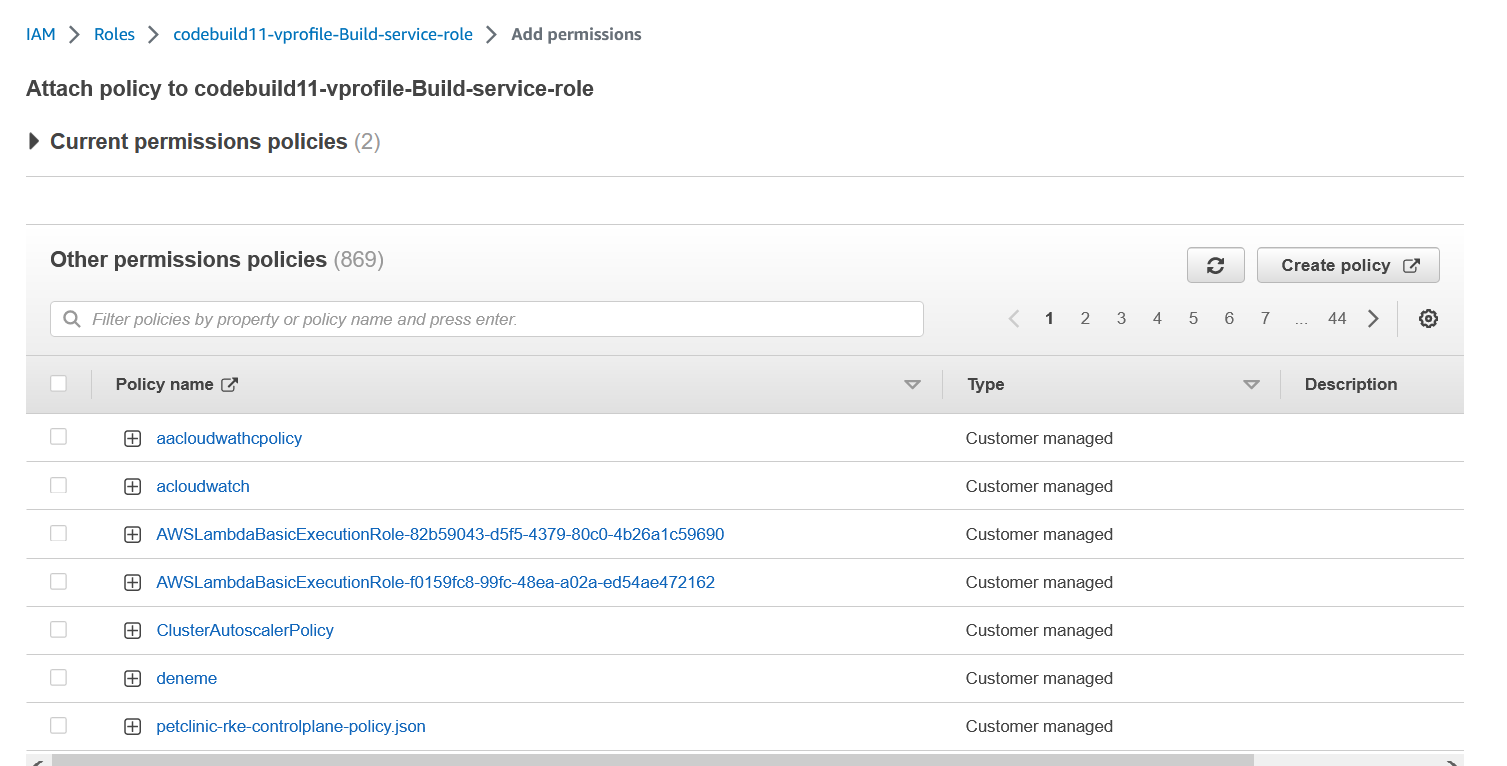 IAM > Roles > codebuild11-vprofile-Build-service-role > Add permissions
Attach policy to codebuild11-vprofile-Build-service-role
Current permissions policies (2)
Other permissions policies (869)
Create policy
Filter policies by property or policy name and press enter.
1 2 3 4 5 6 7 ... 44
Policy name Type Description
aacloudwathcpolicy Customer managed
acloudwatch Customer managed
AWSLambdaBasicExecutionRole-82b59043-d5f5-4379-80c0-4b26a1c59690 Customer managed
AWSLambdaBasicExecutionRole-f0159fc8-99fc-48ea-a02a-ed54ae472162 Customer managed
ClusterAutoscalerPolicy Customer managed
deneme Customer managed
petclinic-rke-controlplane-policy.json Customer managed